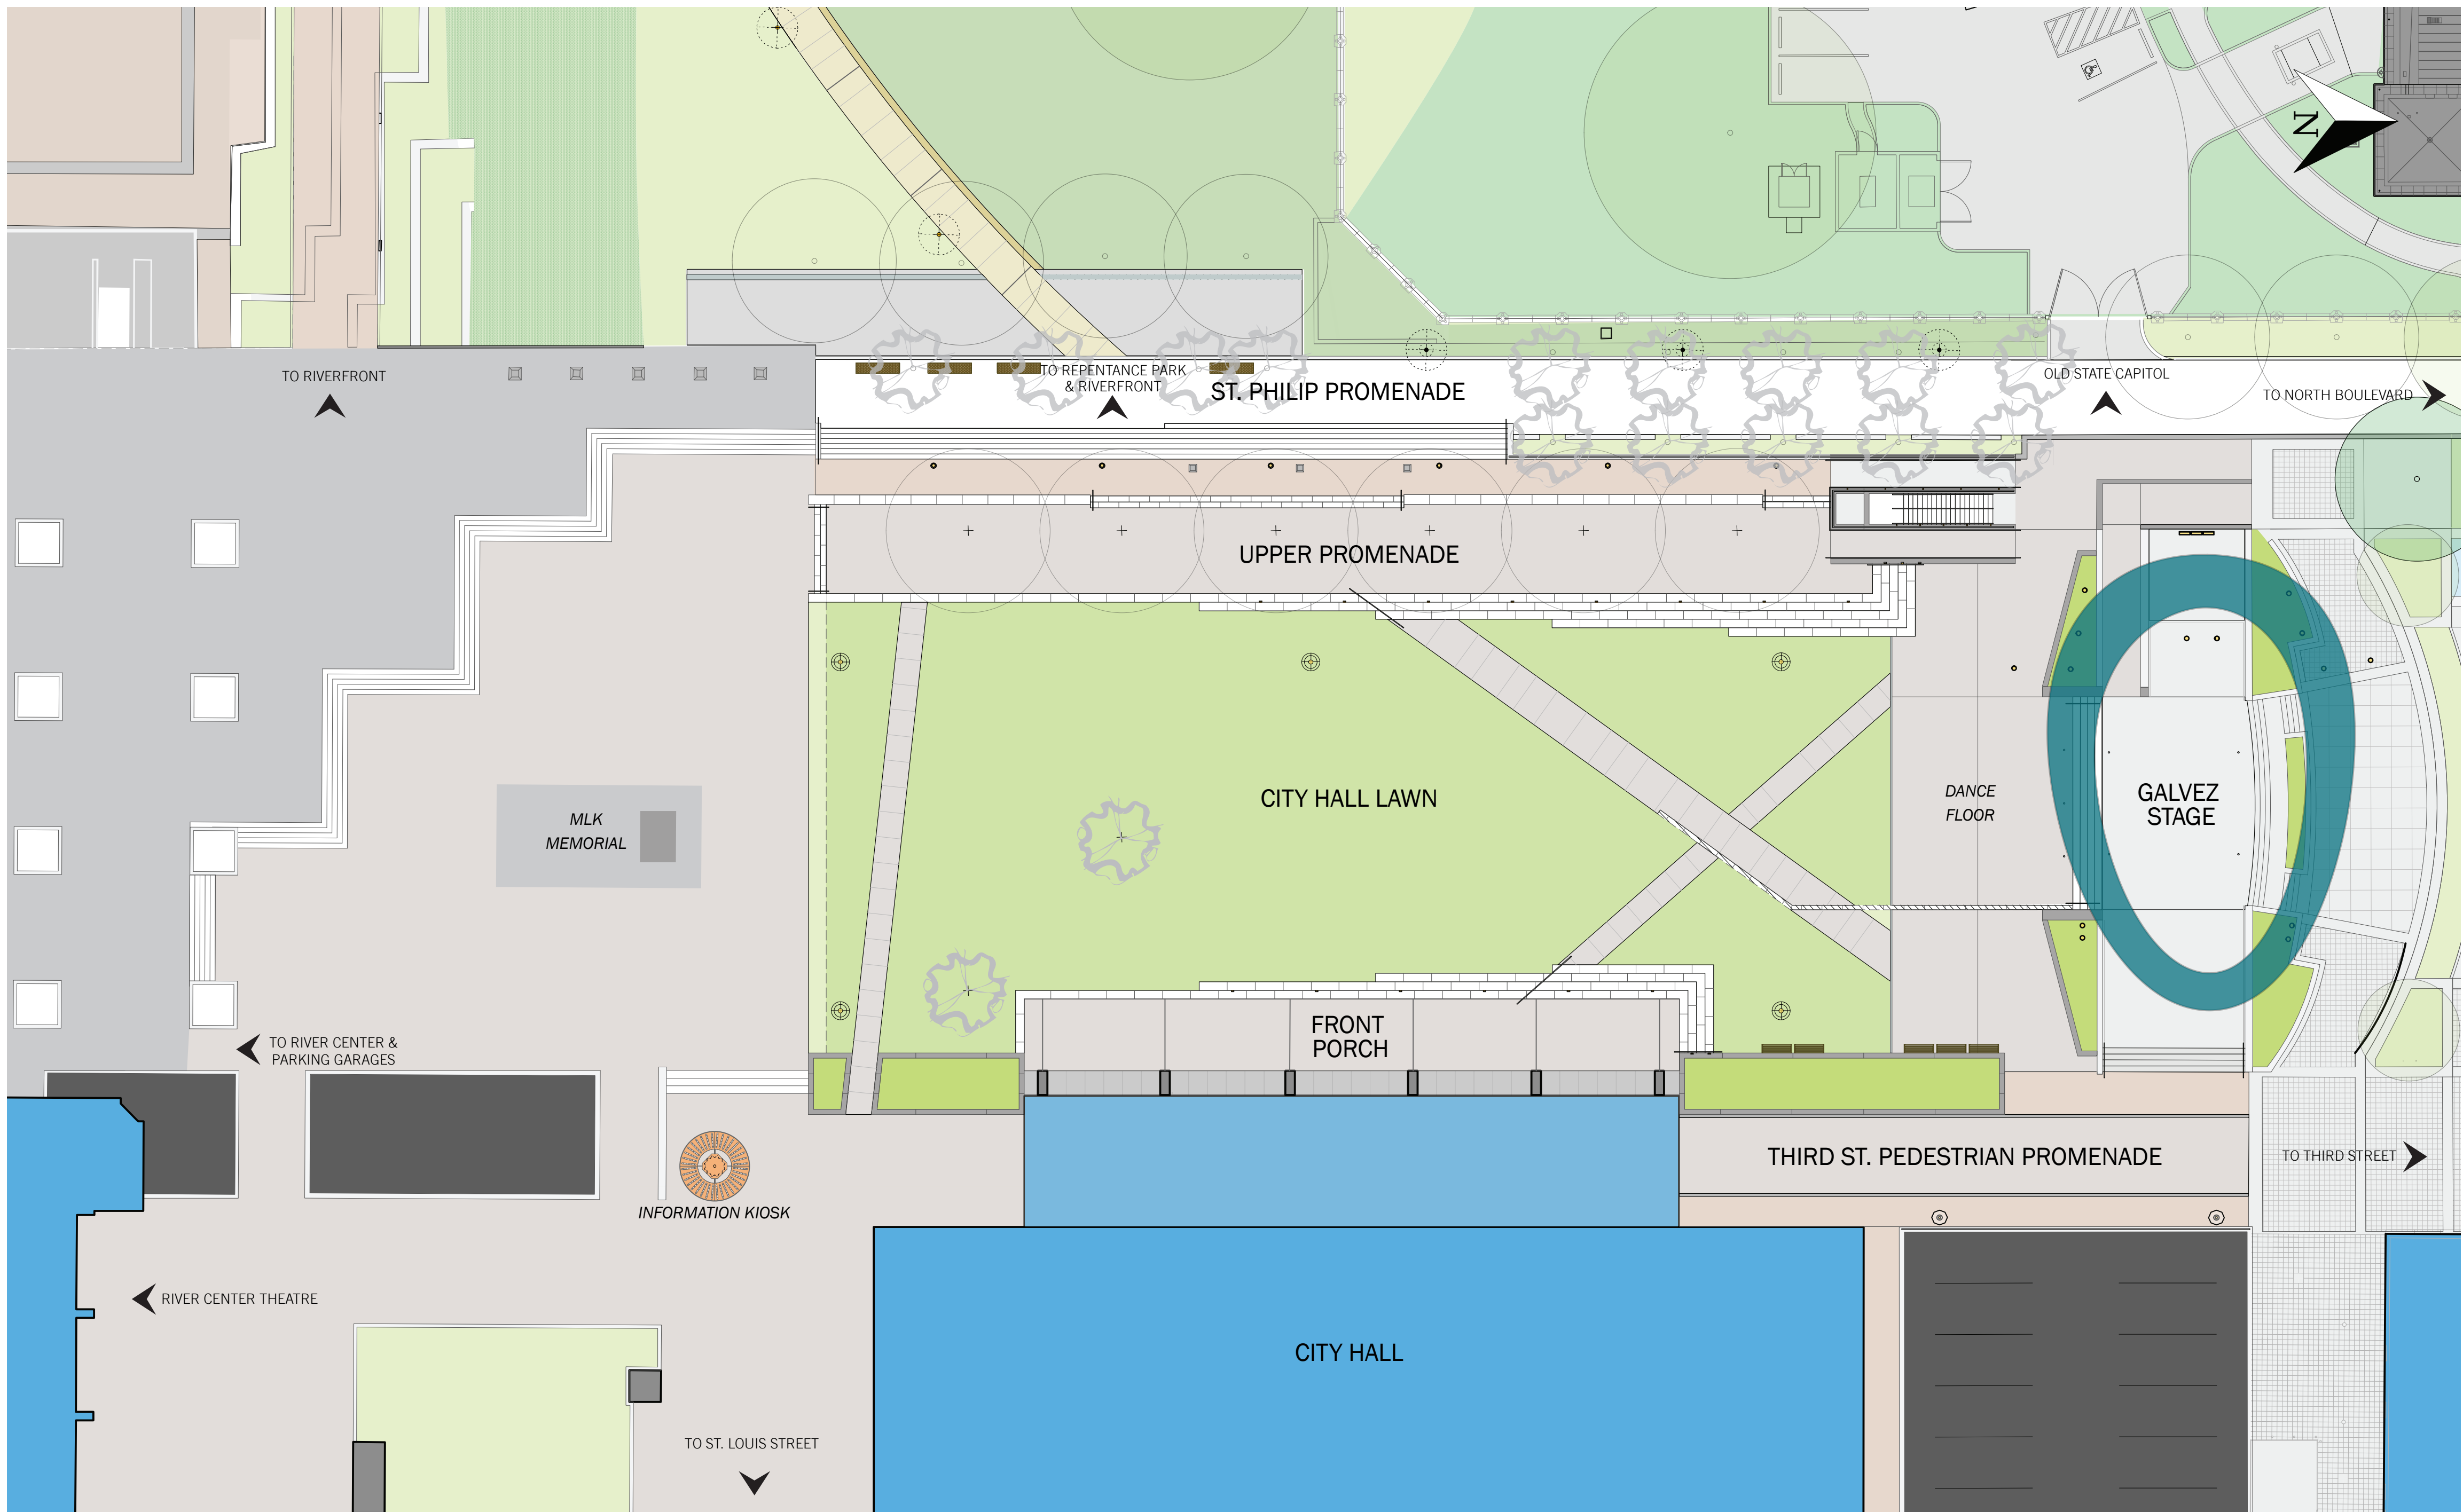 N
TO RIVERFRONT
TO REPENTANCE PARK
& RIVERFRONT
ST. PHILIP PROMENADE
OLD STATE CAPITOL
TO NORTH BOULEVARD
UPPER PROMENADE
CITY HALL LAWN
DANCE
FLOOR
GALVEZ
STAGE
MLK
MEMORIAL
FRONT
PORCH
TO RIVER CENTER &
PARKING GARAGES
THIRD ST. PEDESTRIAN PROMENADE
TO THIRD STREET
INFORMATION KIOSK
RIVER CENTER THEATRE
CITY HALL
TO ST. LOUIS STREET